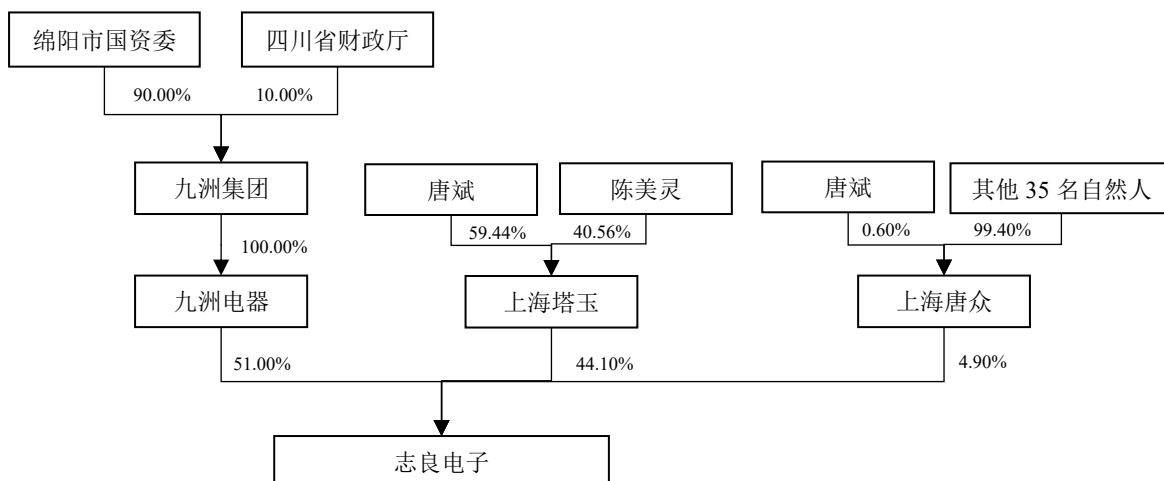 绵阳市国资委
四川省财政厅
90.00%
10.00%
九洲集团
唐斌
陈美灵
唐斌
其他 35 名自然人
100.00%
59.44%
40.56%
0.60%
99.40%
九洲电器
上海塔玉
上海唐众
51.00%
44.10%
4.90%
志良电子